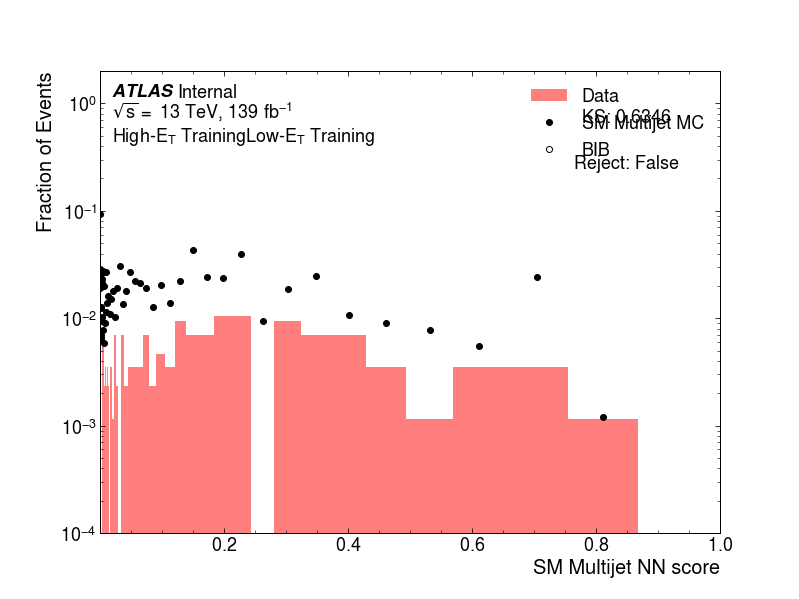 ATLAS Internal
√s = 13 TeV, 139 fb⁻¹
High-E_T TrainingLow-E_T Training
Data
KS: 0.6346
SM Multijet MC
BIB
Reject: False
Fraction of Events
10⁰
10⁻¹
10⁻²
10⁻³
10⁻⁴
0.2 0.4 0.6 0.8 1.0
SM Multijet NN score